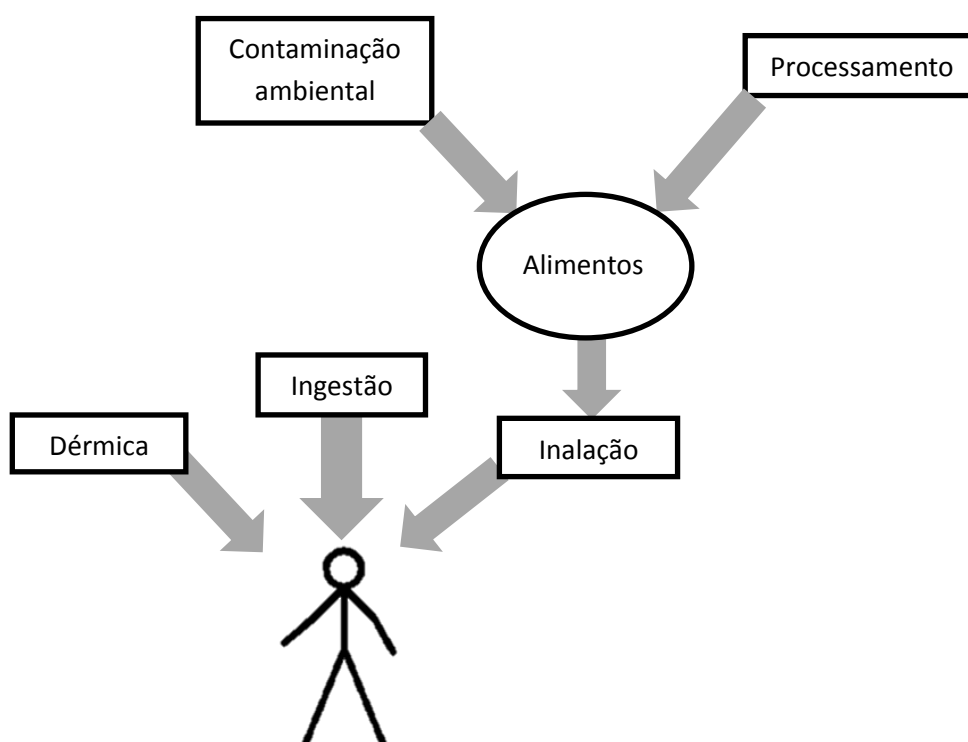 Contaminação
ambiental
Processamento
Alimentos
Ingestão
Dérmica
Inalação